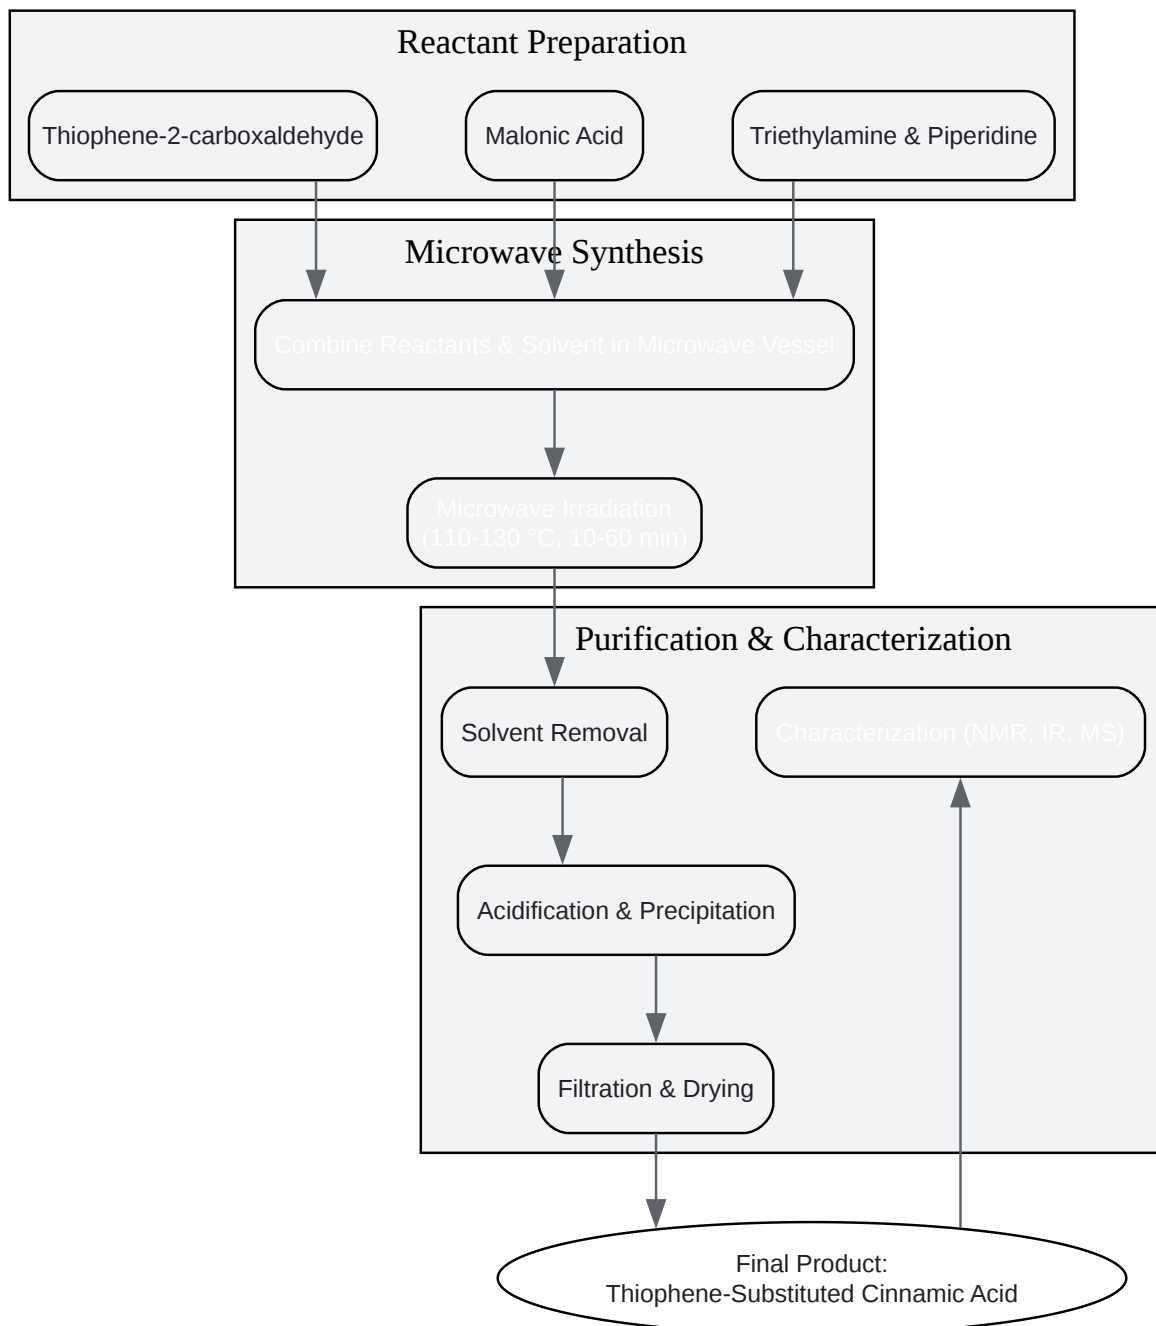 Reactant Preparation
Thiophene-2-carboxaldehyde
Malonic Acid
Triethylamine & Piperidine
Microwave Synthesis
Combine Reactants & Solvent in Microwave Vessel
Microwave Irradiation
(110-130 °C, 10-60 min)
Purification & Characterization
Solvent Removal
Characterization (NMR, IR, MS)
Acidification & Precipitation
Filtration & Drying
Final Product:
Thiophene-Substituted Cinnamic Acid